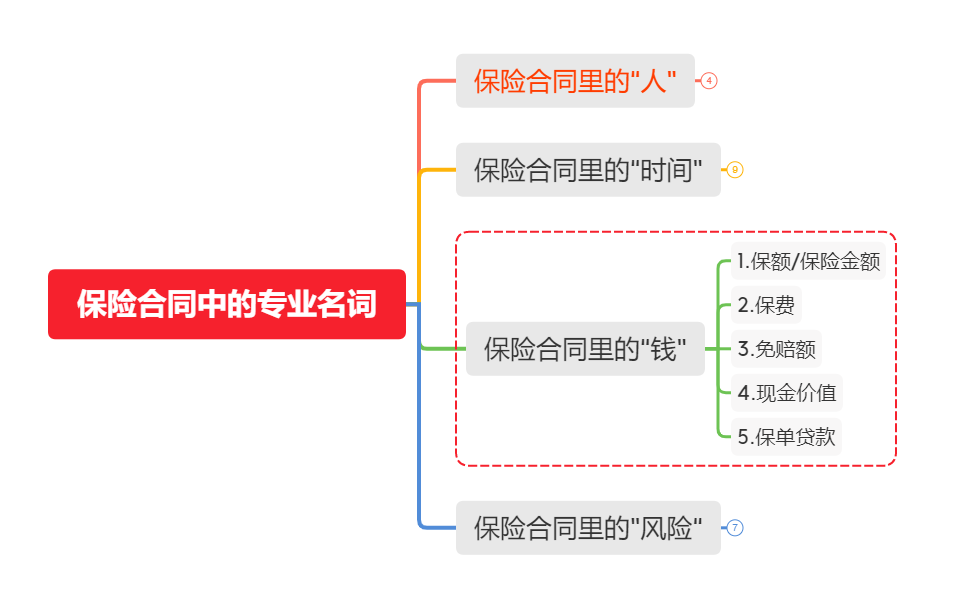 保险合同中的专业名词
保险合同里的"人" 4
保险合同里的"时间" 9
保险合同里的"钱"
1.保额/保险金额
2.保费
3.免赔额
4.现金价值
5.保单贷款
保险合同里的"风险" 7